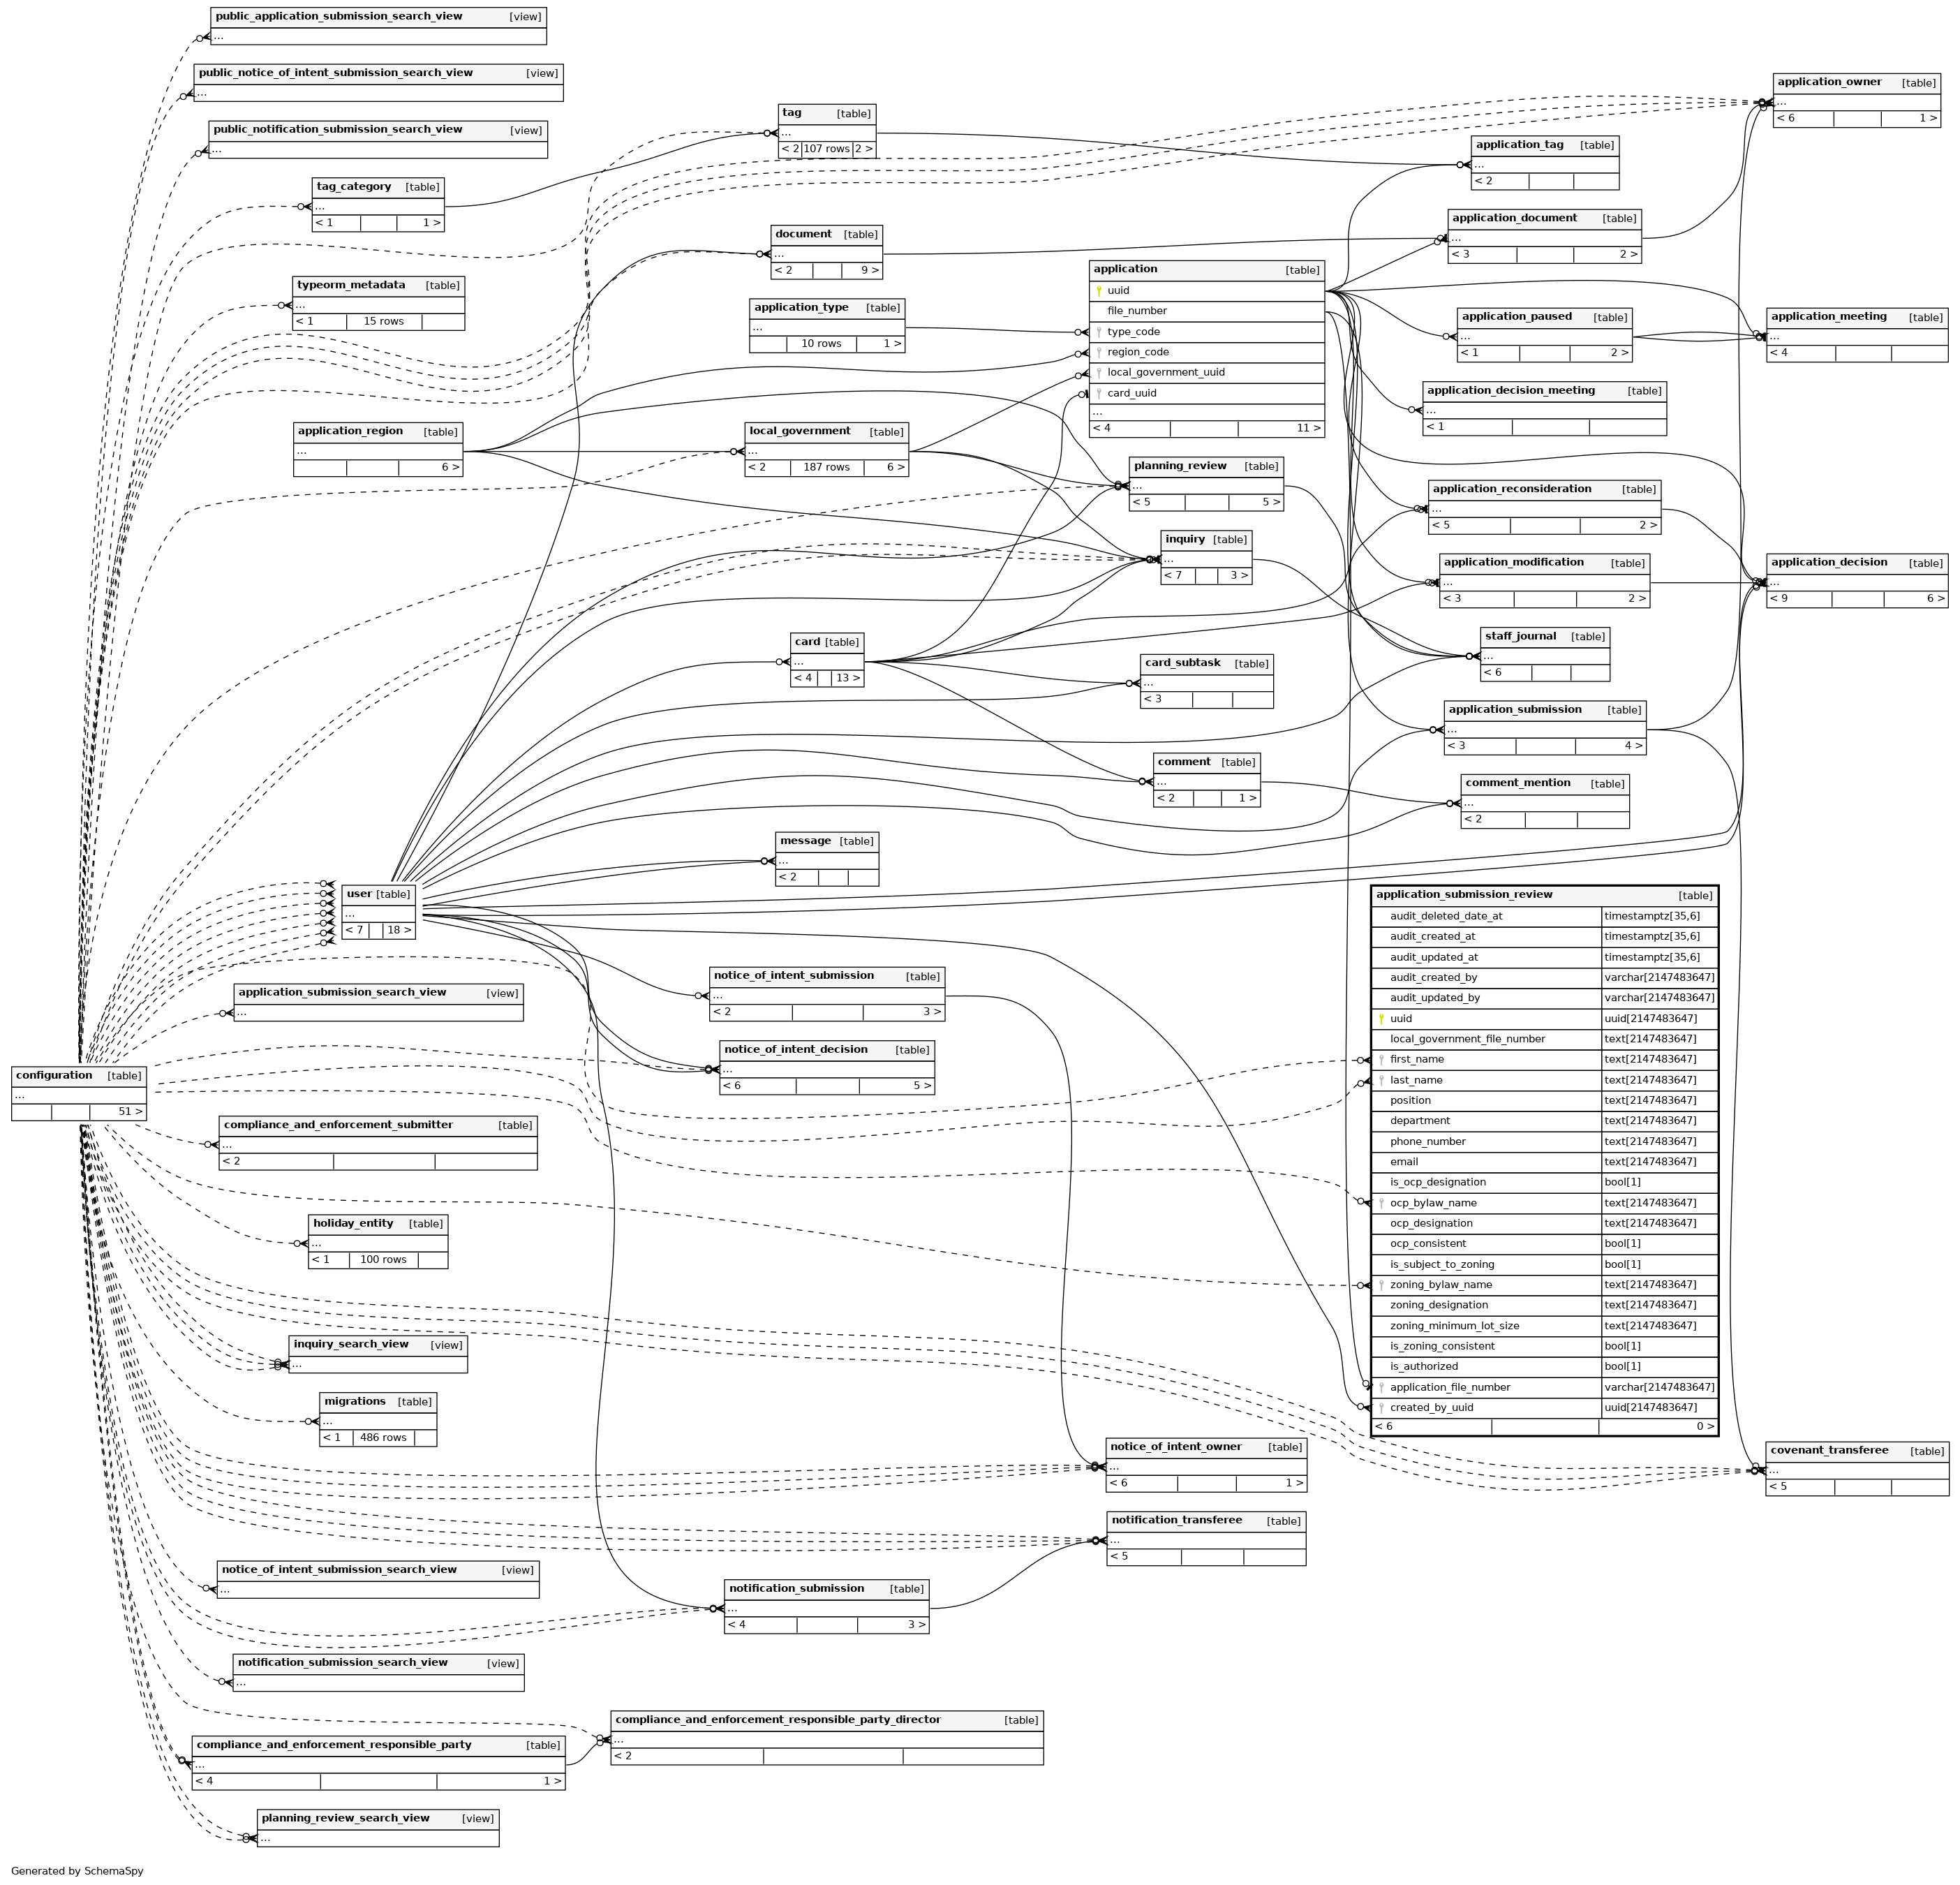 public_application_submission_search_view [view]
...
public_notice_of_intent_submission_search_view [view]
...
public_notification_submission_search_view [view]
...
tag_category [table]
...
< 1 1 >
typeorm_metadata [table]
...
< 1 15 rows
application_region [table]
...
6 >
tag [table]
...
< 2 107 rows 2 >
document [table]
...
< 2 9 >
application_type [table]
...
10 rows 1 >
local_government [table]
...
< 2 187 rows 6 >
application [table]
uuid
file_number
type_code
region_code
local_government_uuid
card_uuid
...
< 4 11 >
application_owner [table]
...
< 6 1 >
application_tag [table]
...
< 2
application_document [table]
...
< 3 2 >
application_paused [table]
...
< 1 2 >
application_meeting [table]
...
< 4
application_decision_meeting [table]
...
< 1
planning_review [table]
...
< 5 5 >
application_reconsideration [table]
...
< 5 2 >
inquiry [table]
...
< 7 3 >
application_modification [table]
...
< 3 2 >
application_decision [table]
...
< 9 6 >
card [table]
...
< 4 13 >
card_subtask [table]
...
< 3
staff_journal [table]
...
< 6
application_submission [table]
...
< 3 4 >
comment [table]
...
< 2 1 >
comment_mention [table]
...
< 2
message [table]
...
< 2
user [table]
...
< 7 18 >
application_submission_review [table]
audit_deleted_date_at timestamptz[35,6]
audit_created_at timestamptz[35,6]
audit_updated_at timestamptz[35,6]
audit_created_by varchar[2147483647]
audit_updated_by varchar[2147483647]
uuid uuid[2147483647]
local_government_file_number text[2147483647]
first_name text[2147483647]
last_name text[2147483647]
position text[2147483647]
department text[2147483647]
phone_number text[2147483647]
email text[2147483647]
is_ocp_designation bool[1]
ocp_bylaw_name text[2147483647]
ocp_designation text[2147483647]
ocp_consistent bool[1]
is_subject_to_zoning bool[1]
zoning_bylaw_name text[2147483647]
zoning_designation text[2147483647]
zoning_minimum_lot_size text[2147483647]
is_zoning_consistent bool[1]
is_authorized bool[1]
application_file_number varchar[2147483647]
created_by_uuid uuid[2147483647]
< 6 0 >
notice_of_intent_submission [table]
...
< 2 3 >
application_submission_search_view [view]
...
notice_of_intent_decision [table]
...
< 6 5 >
configuration [table]
...
51 >
compliance_and_enforcement_submitter [table]
...
< 2
holiday_entity [table]
...
< 1 100 rows
inquiry_search_view [view]
...
migrations [table]
...
< 1 486 rows
notice_of_intent_owner [table]
...
< 6 1 >
covenant_transferee [table]
...
< 5
notification_transferee [table]
...
< 5
notice_of_intent_submission_search_view [view]
...
notification_submission [table]
...
< 4 3 >
notification_submission_search_view [view]
...
compliance_and_enforcement_responsible_party_director [table]
...
< 2
compliance_and_enforcement_responsible_party [table]
...
< 4 1 >
planning_review_search_view [view]
...
Generated by SchemaSpy